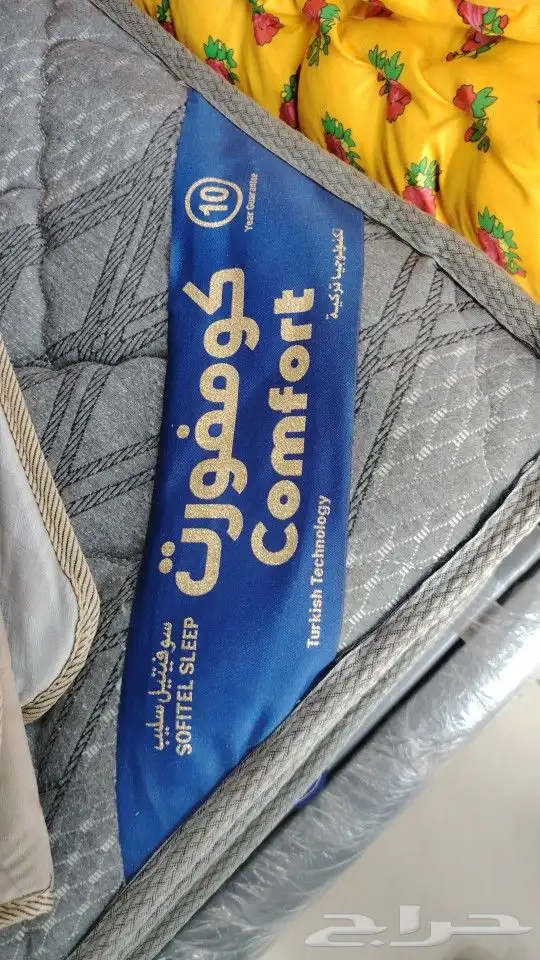 سوفيتيل سليب
SOFITEL SLEEP
كومفورت
Comfort
10
Year Guarantee
تكنولوجيا تركية
Turkish Technology
حراج